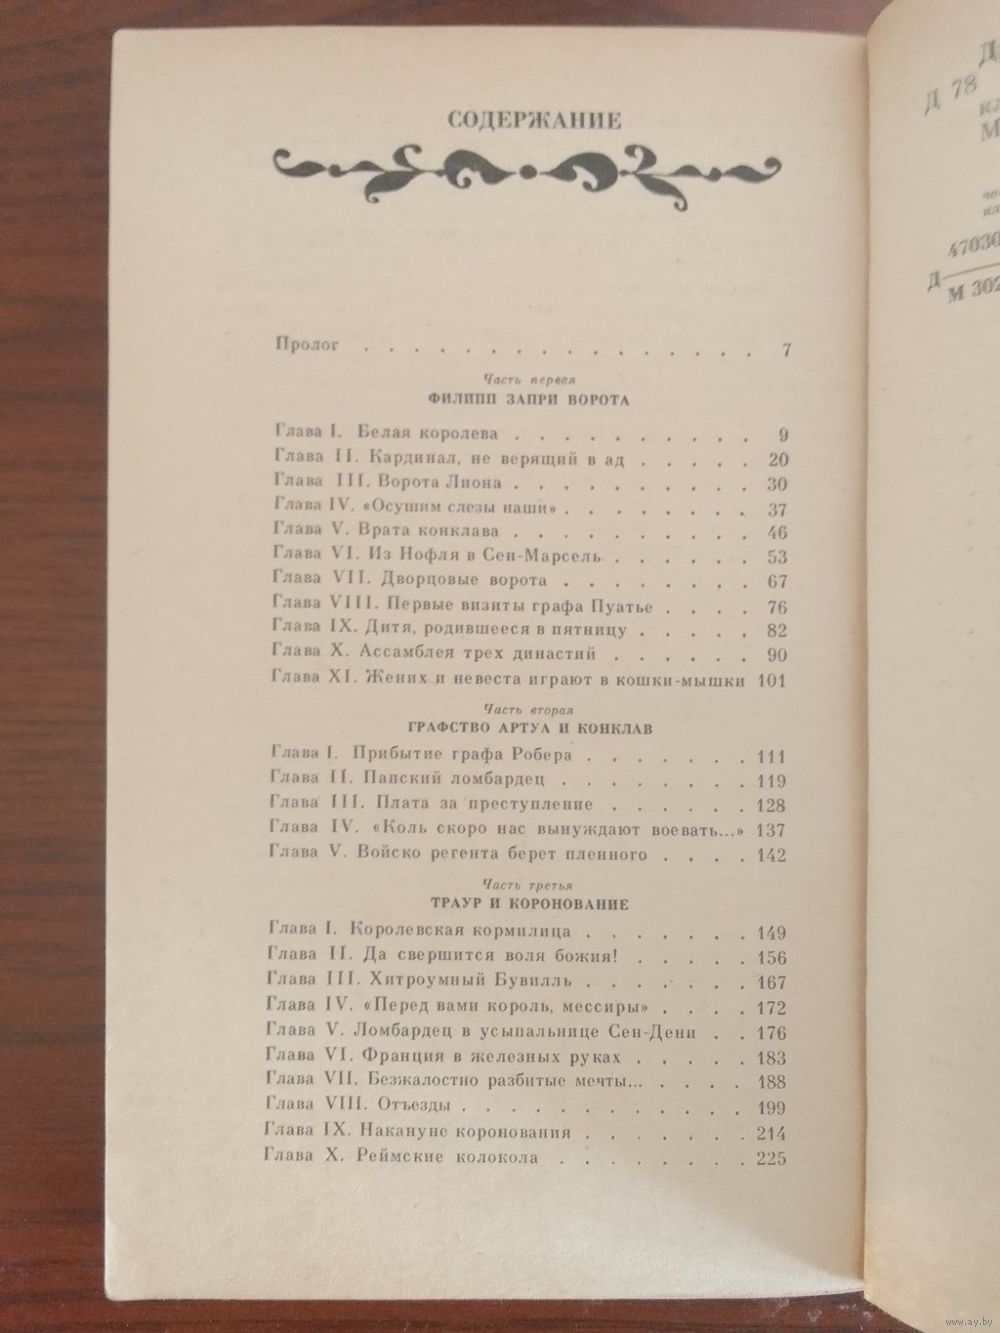 СОДЕРЖАНИЕ
Пролог . . . . . . . . . . . . . . . . . 7
Часть первая
ФИЛИПП ЗАПРИ ВОРОТА
Глава I. Белая королева . . . . . . . . . . 9
Глава II. Кардинал, не верящий в ад . . . . . 20
Глава III. Ворота Лиона . . . . . . . . . . 30
Глава IV. «Осушим слезы наши» . . . . . . . . 37
Глава V. Врата конклава . . . . . . . . . . 46
Глава VI. Из Нофля в Сен-Марсель . . . . . . 53
Глава VII. Дворцовые ворота . . . . . . . . 67
Глава VIII. Первые визиты графа Пуатье . . . . 76
Глава IX. Дитя, родившееся в пятницу . . . . . 82
Глава X. Ассамблея трех династий . . . . . . 90
Глава XI. Жених и невеста играют в кошки-мышки 101
Часть вторая
ГРАФСТВО АРТУА И КОНКЛАВ
Глава I. Прибытие графа Робера . . . . . . . 111
Глава II. Папский ломбардец . . . . . . . . 119
Глава III. Плата за преступление . . . . . . 128
Глава IV. «Коль скоро нас вынуждают воевать...» 137
Глава V. Войско регента берет пленного . . . . 142
Часть третья
ТРАУР И КОРОНОВАНИЕ
Глава I. Королевская кормилица . . . . . . . 149
Глава II. Да свершится воля божия! . . . . . 156
Глава III. Хитроумный Бувилль . . . . . . . 167
Глава IV. «Перед вами король, мессиры» . . . . 172
Глава V. Ломбардец в усыпальнице Сен-Дени . . 176
Глава VI. Франция в железных руках . . . . . 183
Глава VII. Безжалостно разбитые мечты... . . . . 188
Глава VIII. Отъезды . . . . . . . . . . . . 199
Глава IX. Накануне коронования . . . . . . . 214
Глава X. Реймские колокола . . . . . . . . 225
Д 78
47030
Д
М 302
www.ay.by